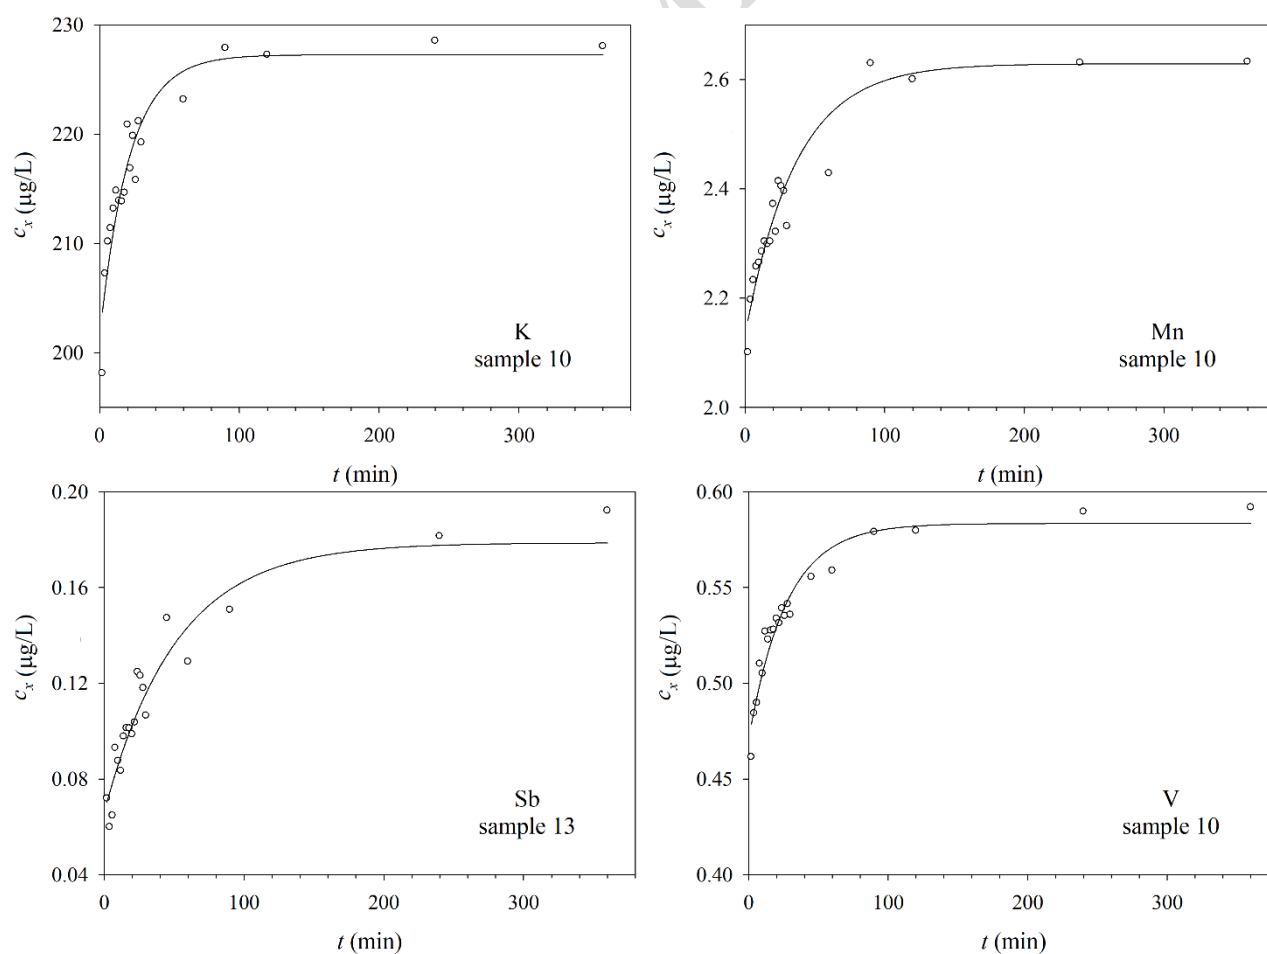 230
220
210
200
c_x (µg/L)
0 100 200 300
t (min)
K
sample 10
2.6
2.4
2.2
2.0
c_x (µg/L)
0 100 200 300
t (min)
Mn
sample 10
0.20
0.16
0.12
0.08
0.04
c_x (µg/L)
0 100 200 300
t (min)
Sb
sample 13
0.60
0.55
0.50
0.45
0.40
c_x (µg/L)
0 100 200 300
t (min)
V
sample 10